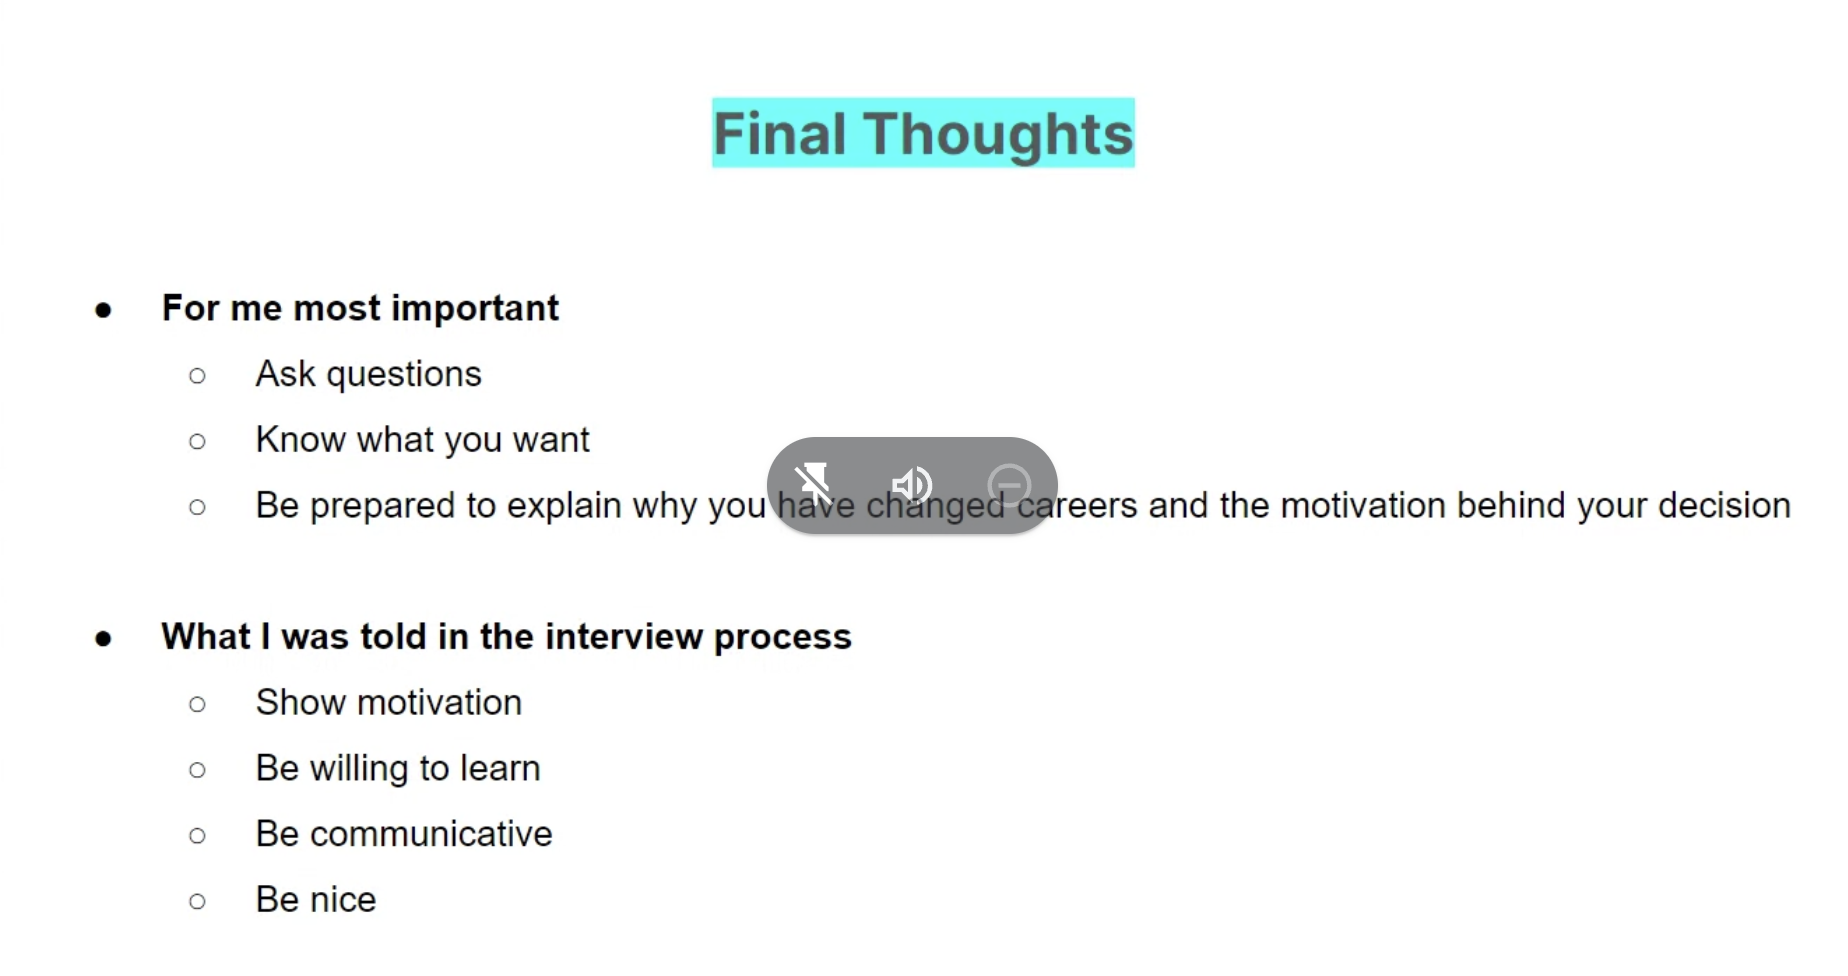 Final Thoughts
● For me most important
○ Ask questions
○ Know what you want
○ Be prepared to explain why you have changed careers and the motivation behind your decision
● What I was told in the interview process
○ Show motivation
○ Be willing to learn
○ Be communicative
○ Be nice